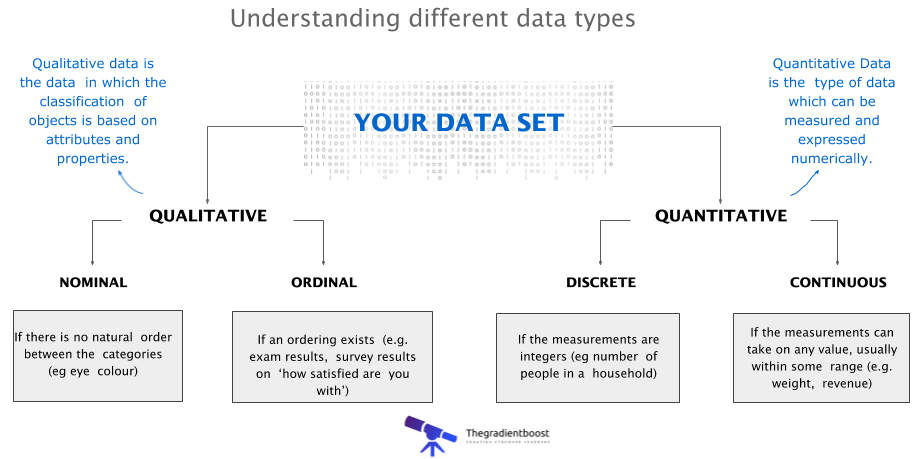 Understanding different data types
Qualitative data is
the data in which the
classification of
objects is based on
attributes and
properties.
YOUR DATA SET
Quantitative Data
is the type of data
which can be
measured and
expressed
numerically.
QUALITATIVE
QUANTITATIVE
NOMINAL
ORDINAL
DISCRETE
CONTINUOUS
If there is no natural order
between the categories
(eg eye colour)
If an ordering exists (e.g.
exam results, survey results
on ‘how satisfied are you
with’)
If the measurements are
integers (eg number of
people in a household)
If the measurements can
take on any value, usually
within some range (e.g.
weight, revenue)
Thegradientboost